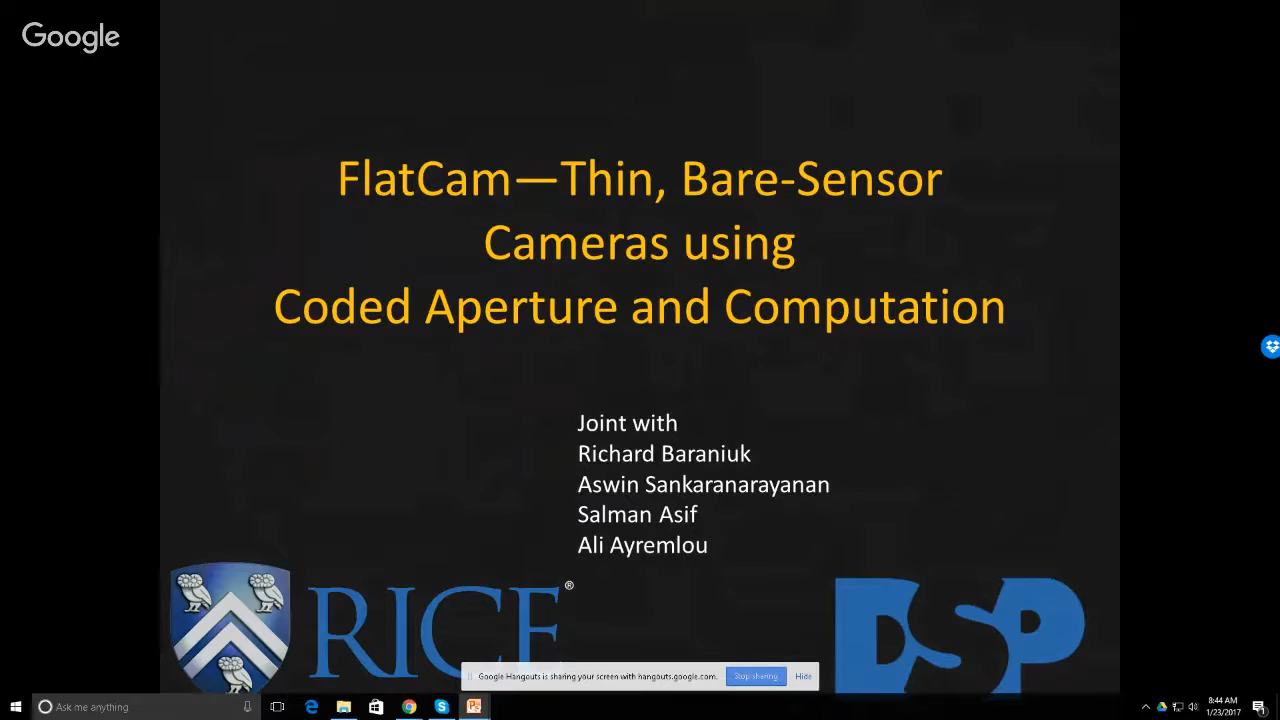 Google
FlatCam—Thin, Bare-Sensor
Cameras using
Coded Aperture and Computation
Joint with
Richard Baraniuk
Aswin Sankaranarayanan
Salman Asif
Ali Ayremlou
RICE®
DSP
Google Hangouts is sharing your screen with hangouts.google.com.
Stop sharing
Hide
Ask me anything
8:44 AM
1/23/2017